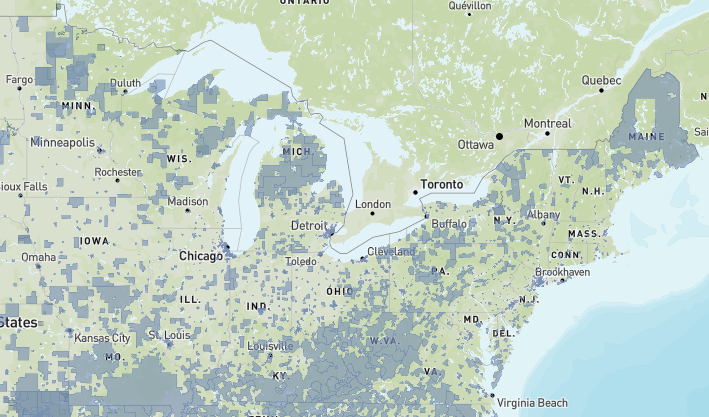 ONTARIO
Quévillon
Fargo
Duluth
Quebec
MINN.
Montreal
MAINE
Minneapolis
Ottawa
MICH.
WIS.
Rochester
VT.
Toronto
N.H.
Sioux Falls
Madison
London
Albany
N.Y.
Buffalo
Detroit
MASS.
IOWA
Omaha
Chicago
Toledo
Cleveland
CONN.
PA.
Brookhaven
ILL.
IND.
OHIO
N.J.
States
MD.
DEL.
Kansas City
St. Louis
Louisville
W.VA.
MO.
KY.
VA.
Virginia Beach